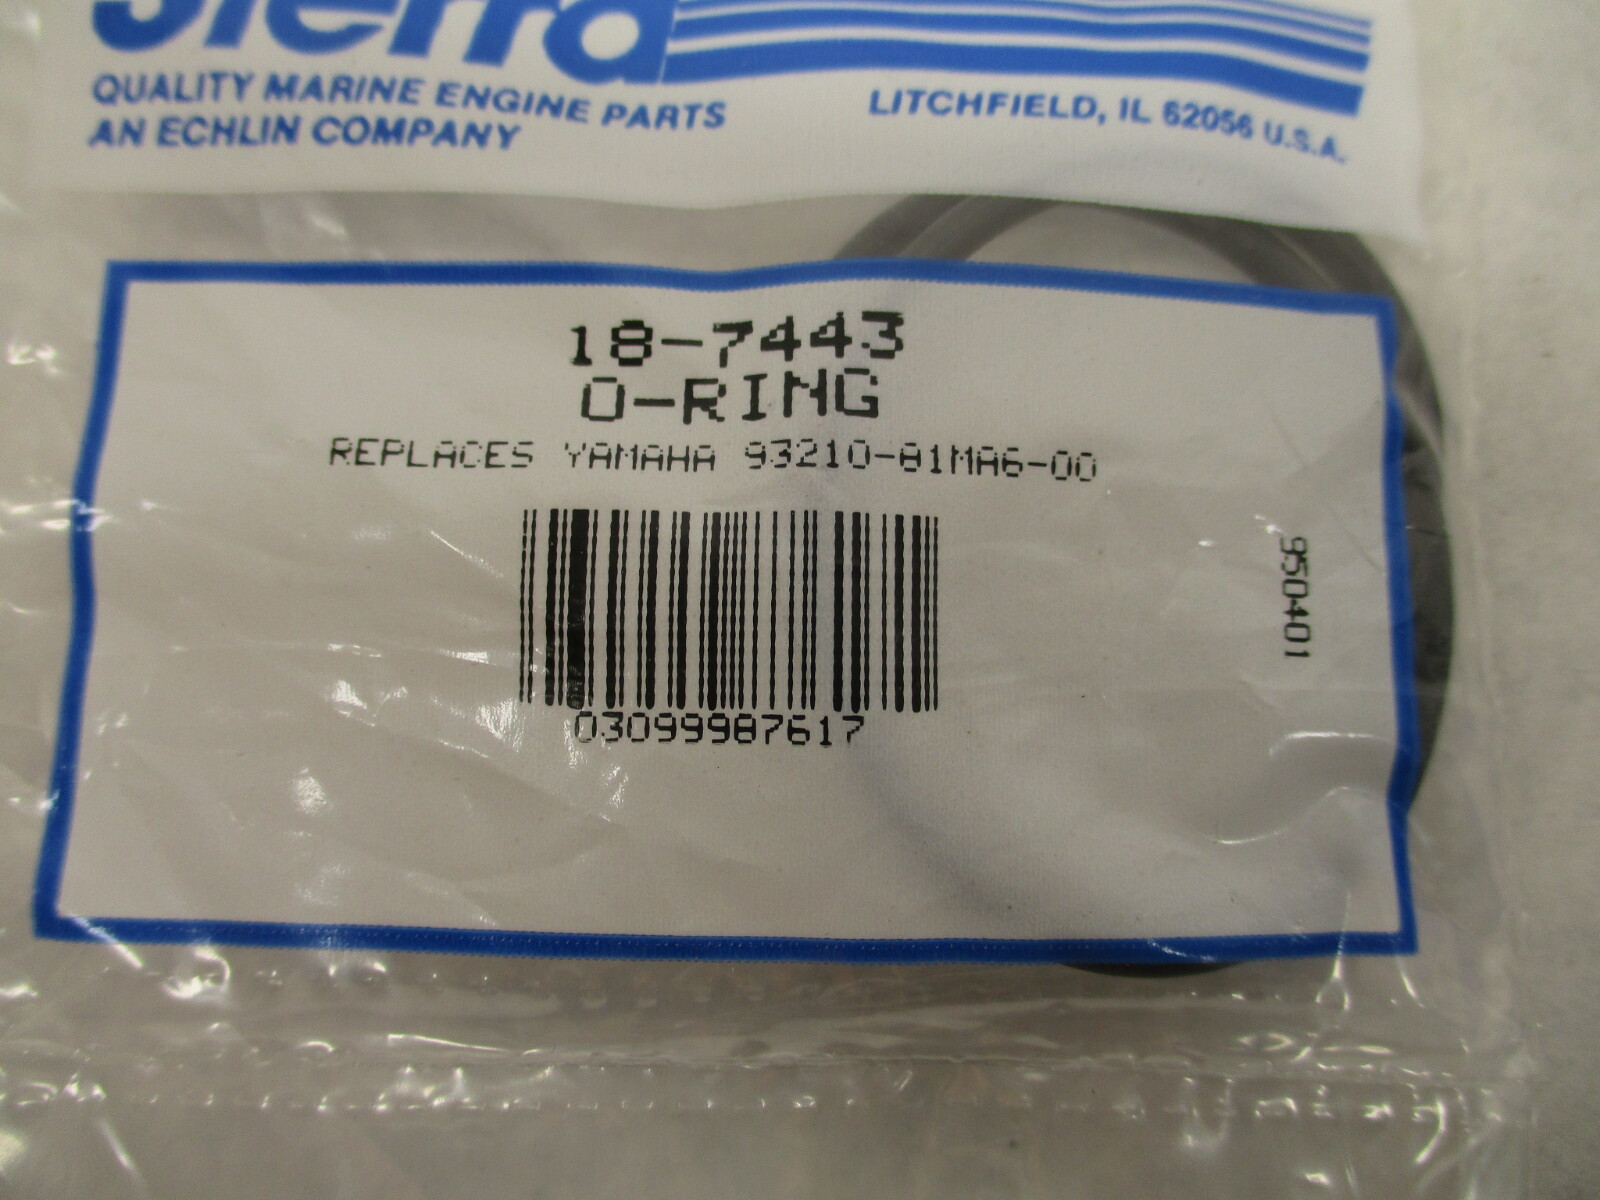 Sierra
QUALITY MARINE ENGINE PARTS
AN ECHLIN COMPANY
LITCHFIELD, IL 62056 U.S.A.
18-7443
O-RING
REPLACES YAMAHA 93210-81MA6-00
03099987617
950401